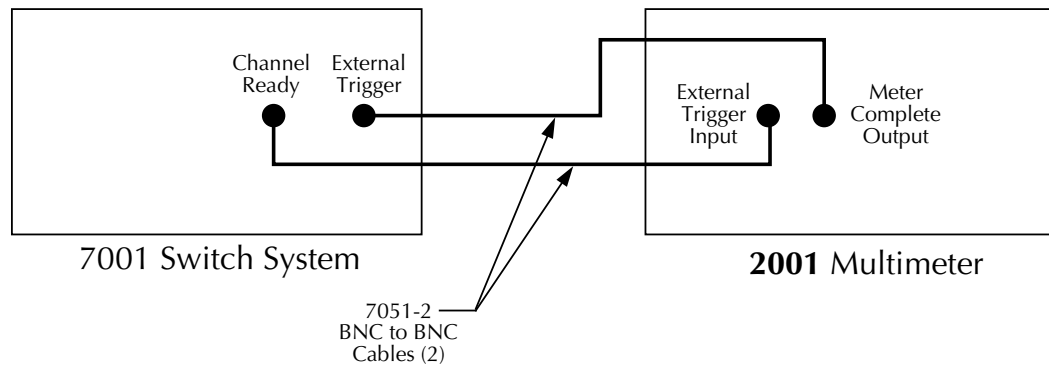 Channel
Ready
External
Trigger
External
Trigger
Input
Meter
Complete
Output
7001 Switch System
2001 Multimeter
7051-2
BNC to BNC
Cables (2)